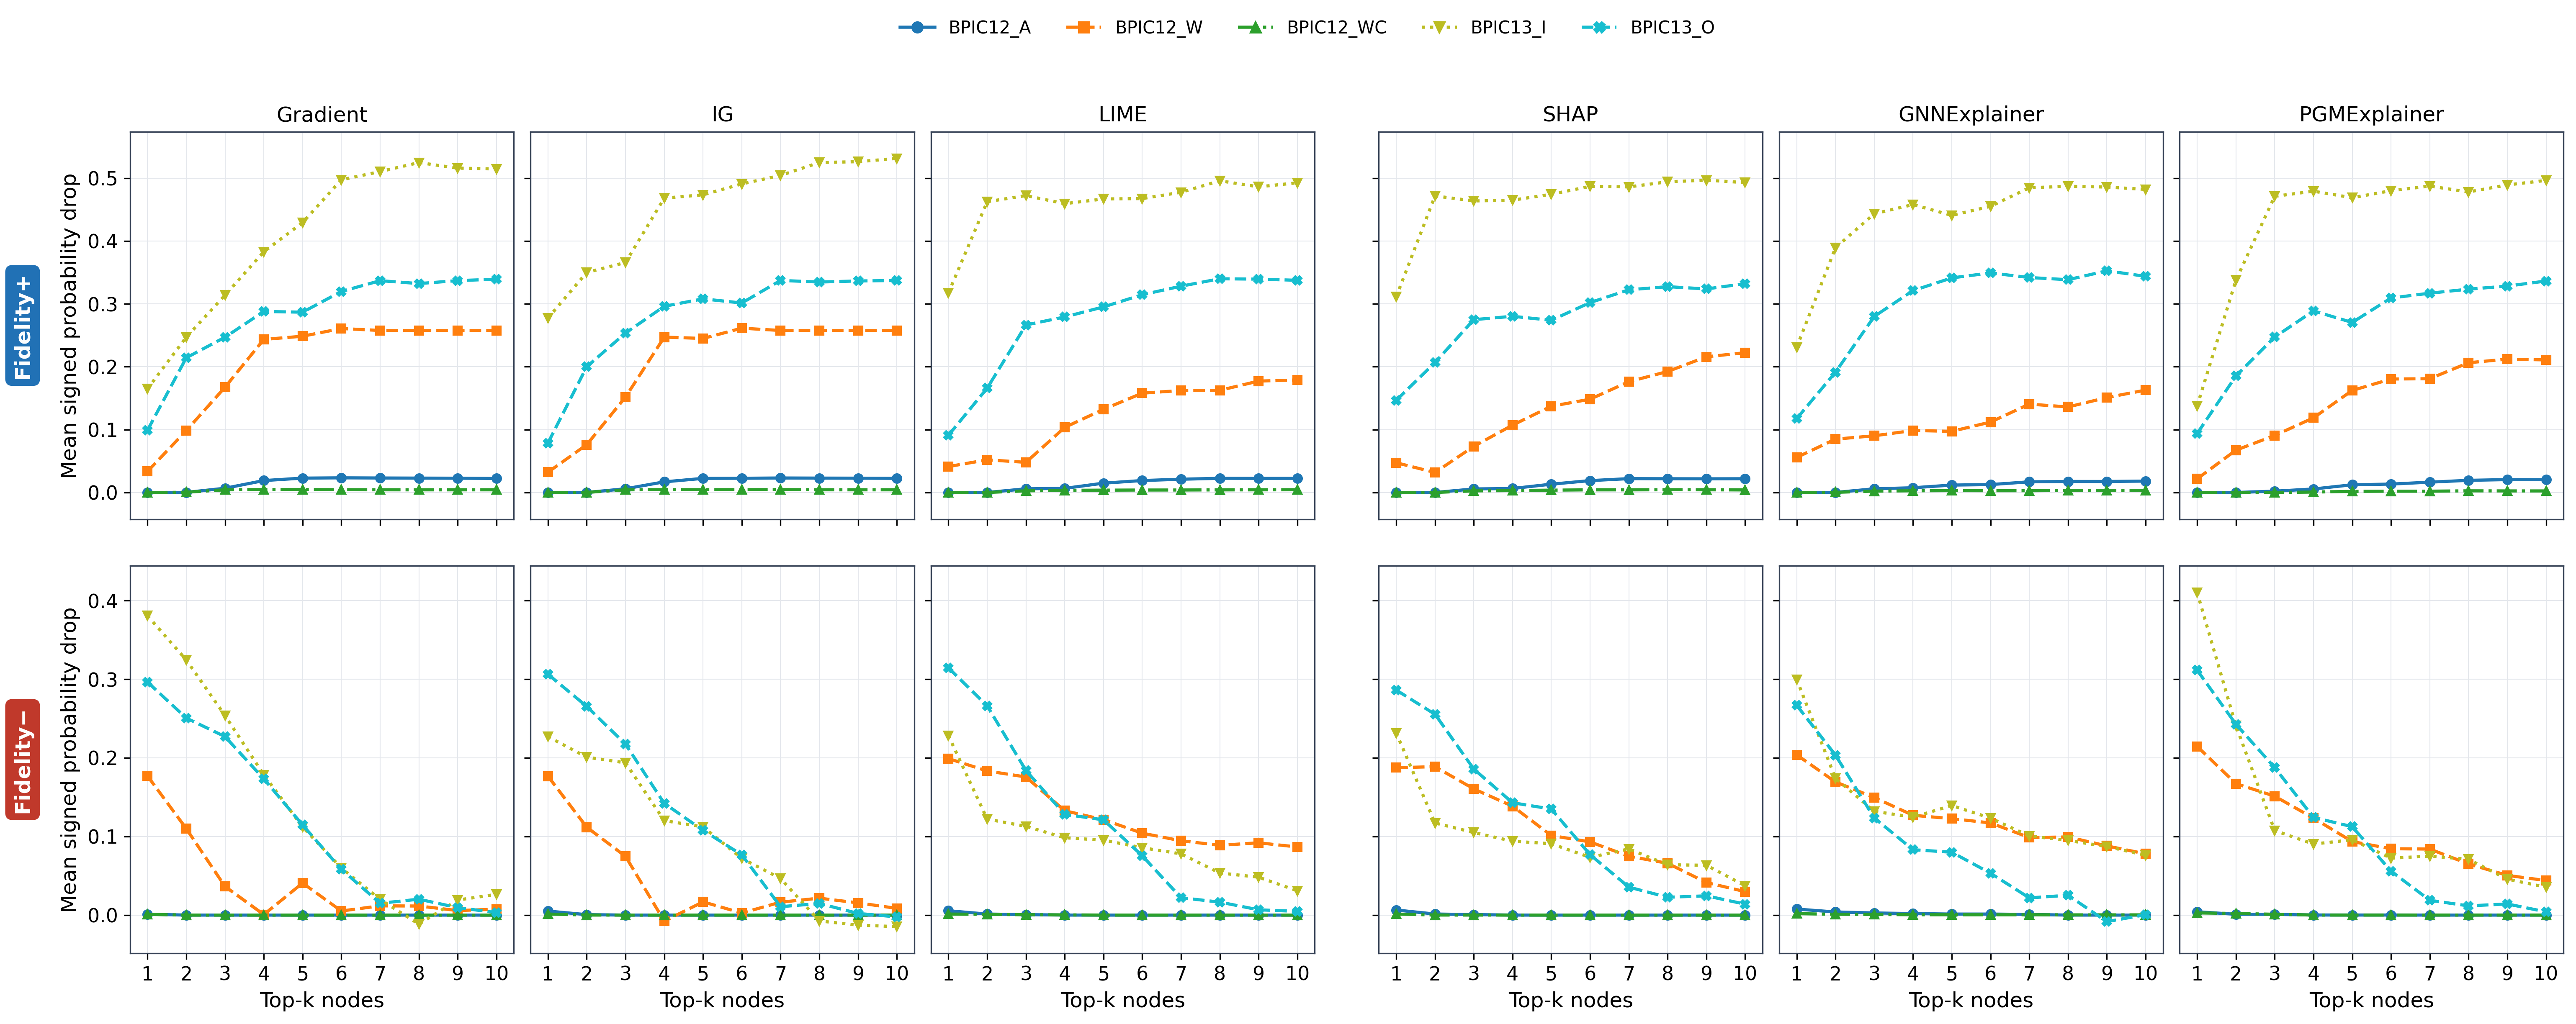 BPIC12_A BPIC12_W BPIC12_WC BPIC13_I BPIC13_O
Gradient IG LIME SHAP GNNExplainer PGMExplainer
Fidelity+
Mean signed probability drop
0.5
0.4
0.3
0.2
0.1
0.0
Fidelity−
Mean signed probability drop
0.4
0.3
0.2
0.1
0.0
1 2 3 4 5 6 7 8 9 10 1 2 3 4 5 6 7 8 9 10 1 2 3 4 5 6 7 8 9 10 1 2 3 4 5 6 7 8 9 10 1 2 3 4 5 6 7 8 9 10 1 2 3 4 5 6 7 8 9 10
Top-k nodes Top-k nodes Top-k nodes Top-k nodes Top-k nodes Top-k nodes